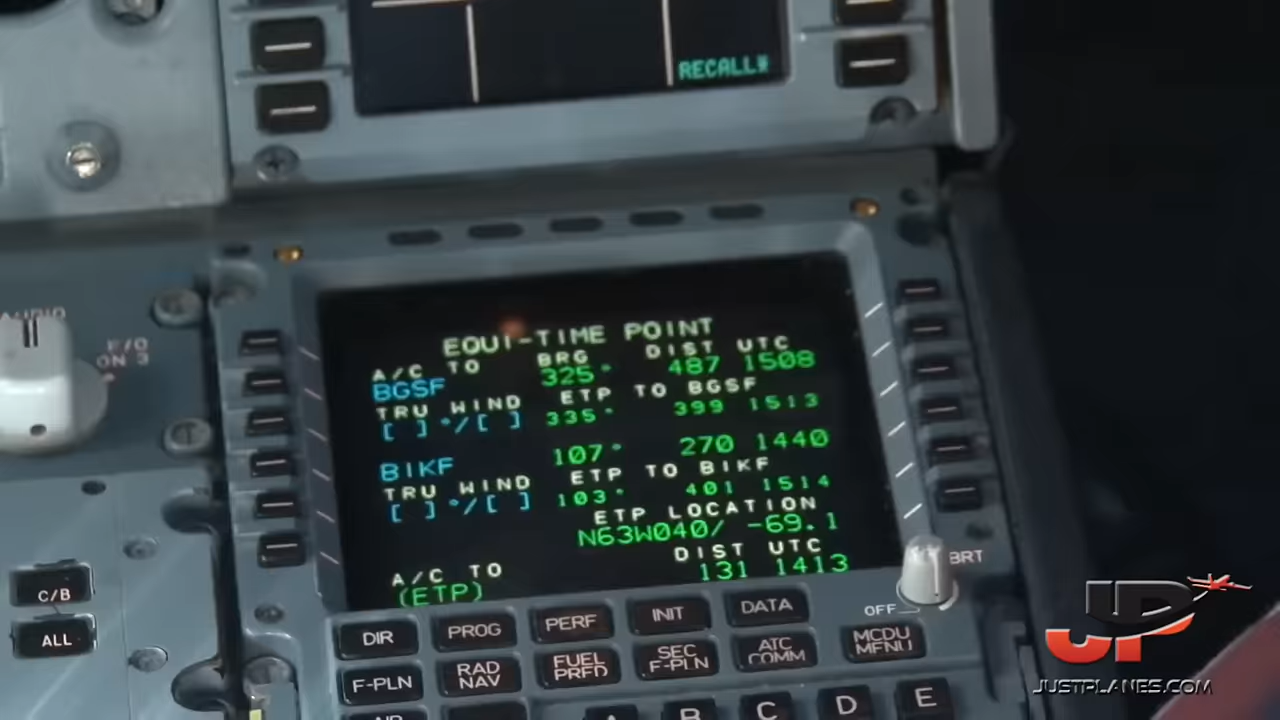 RECALL*
AUDIO
F/O
ON 3
EQUI-TIME POINT
A/C TO BRG DIST UTC
BGSF 325° 487 1508
TRU WIND ETP TO BGSF
[ ]°/[ ] 335° 399 1513
BIKF 107° 270 1440
TRU WIND ETP TO BIKF
[ ]°/[ ] 103° 401 1514
ETP LOCATION
N63W040/ -69.1
A/C TO DIST UTC
(ETP) 131 1413
BRT
OFF
C/B
ALL
DIR PROG PERF INIT DATA
F-PLN RAD NAV FUEL PRED SEC F-PLN ATC COMM MCDU MENU
A B C D E
JP
JUSTPLANES.COM